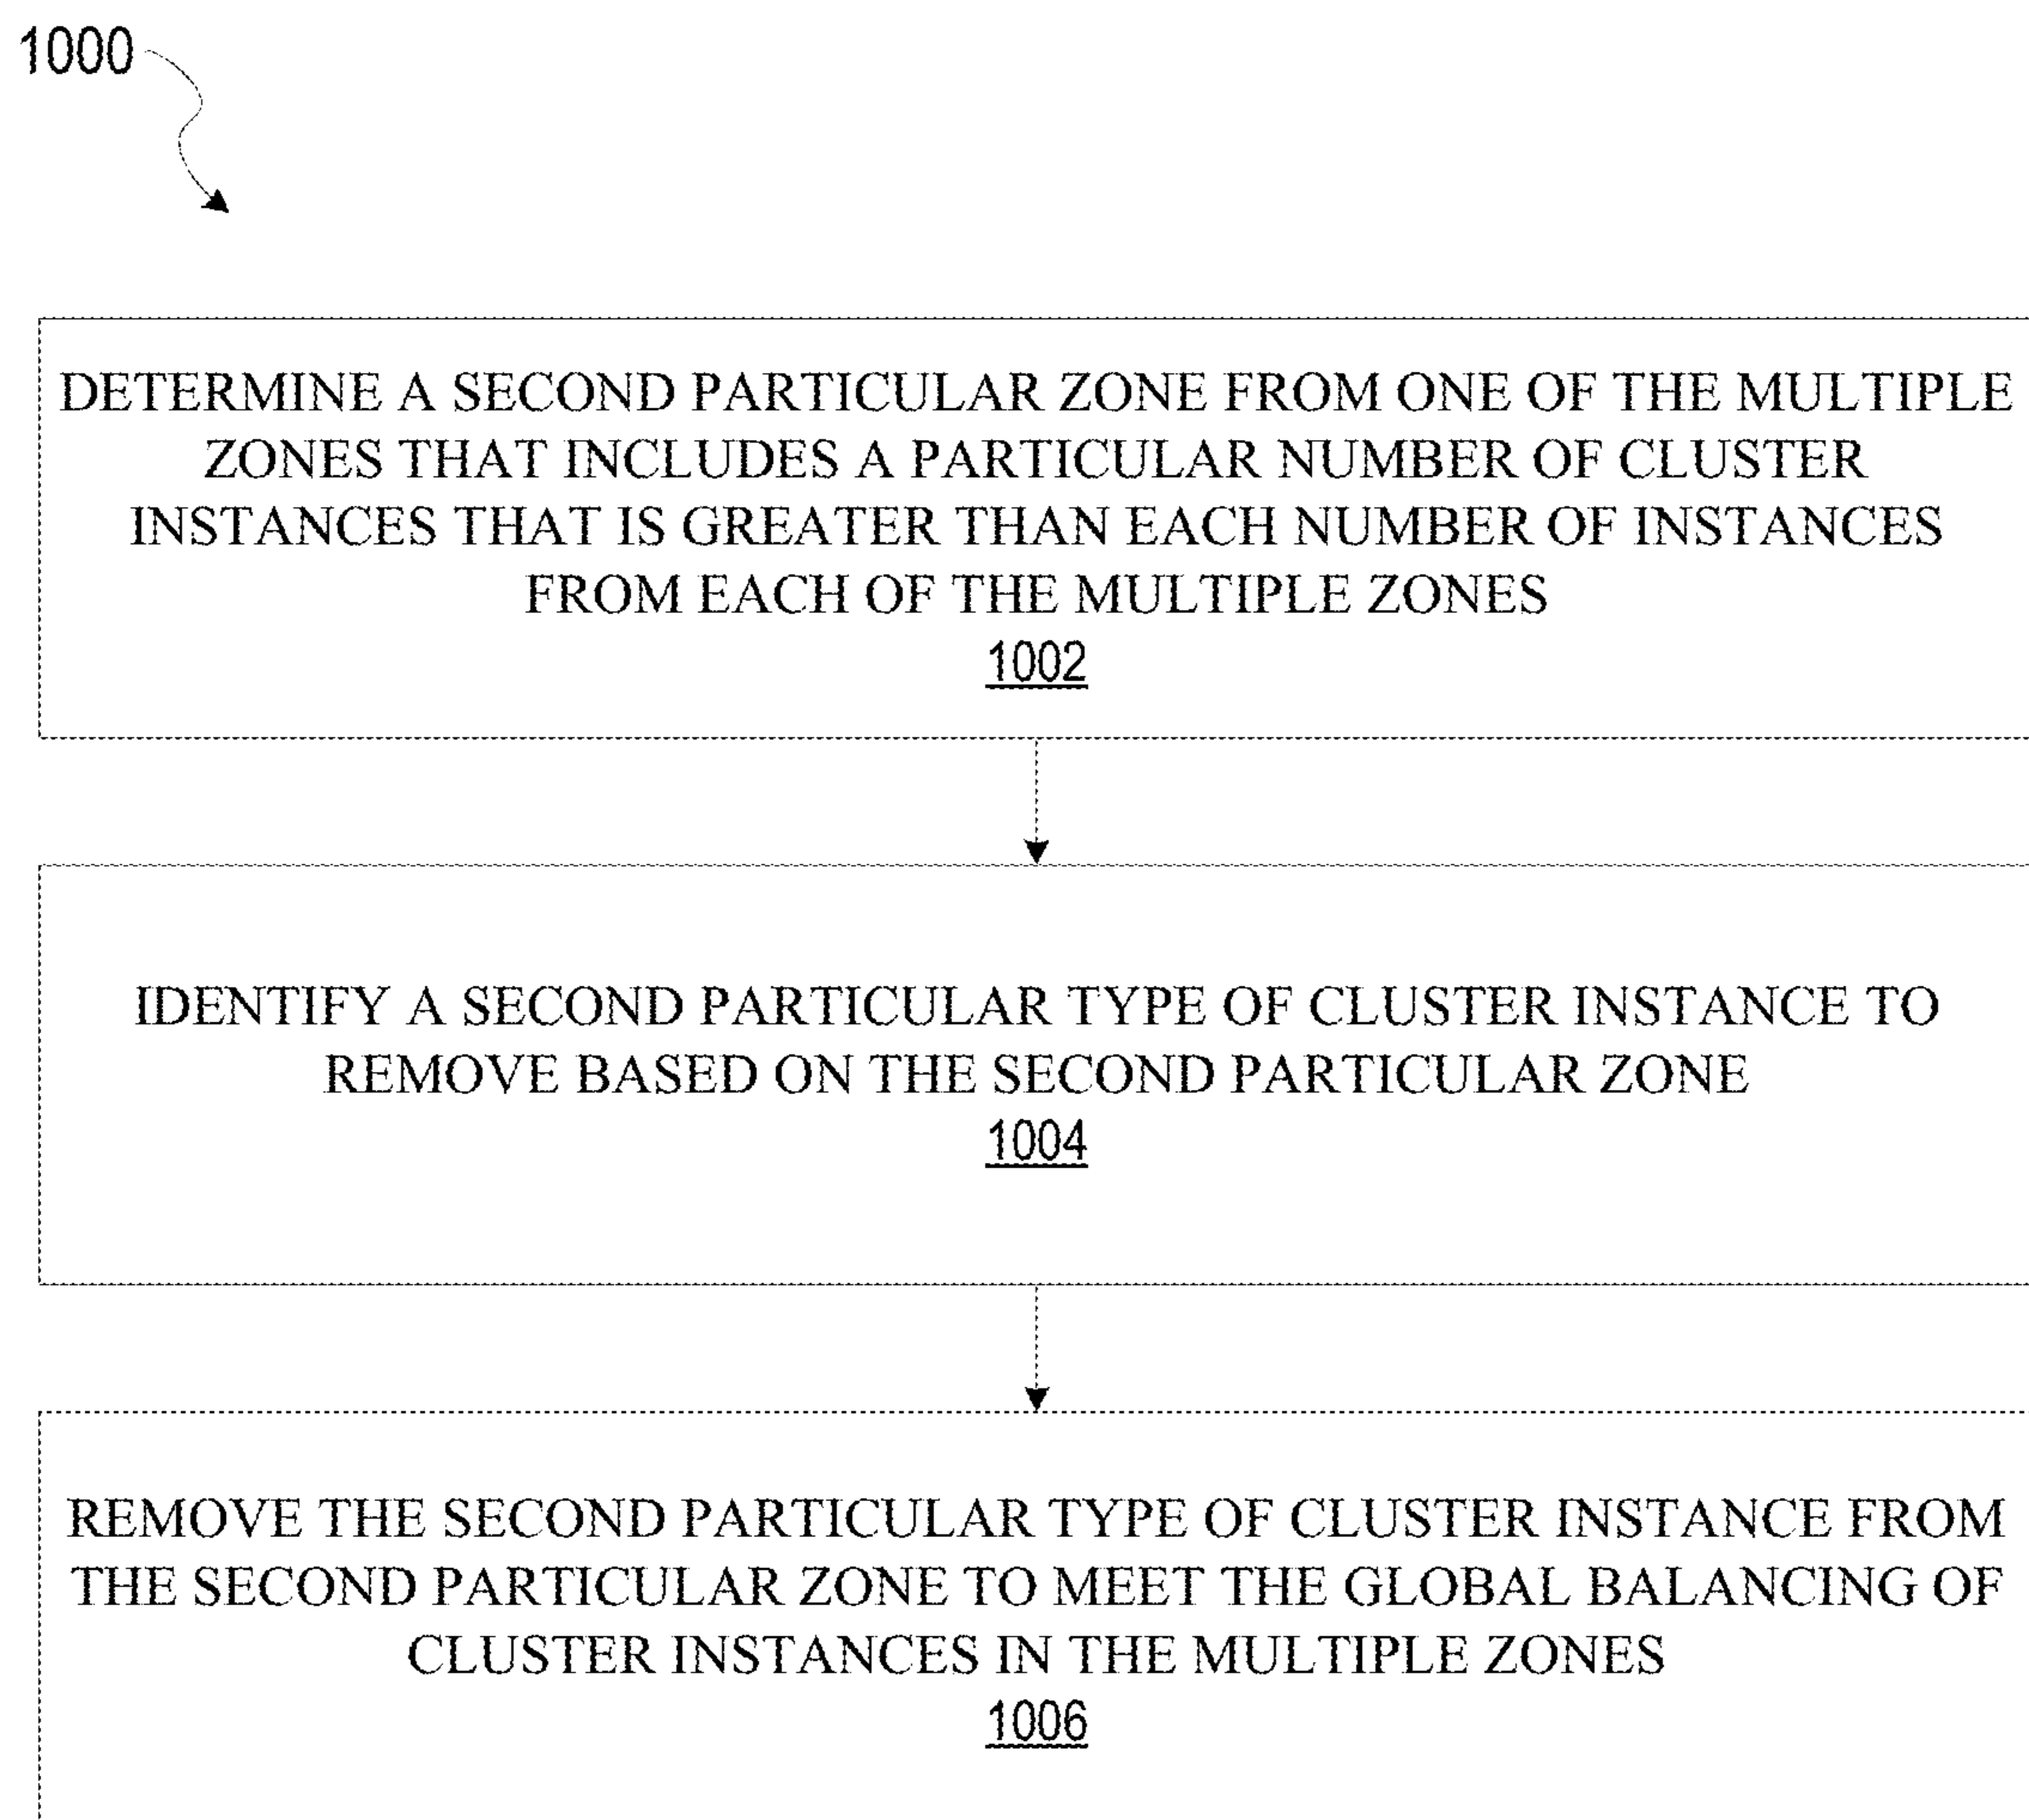 1000
DETERMINE A SECOND PARTICULAR ZONE FROM ONE OF THE MULTIPLE
ZONES THAT INCLUDES A PARTICULAR NUMBER OF CLUSTER
INSTANCES THAT IS GREATER THAN EACH NUMBER OF INSTANCES
FROM EACH OF THE MULTIPLE ZONES
1002
IDENTIFY A SECOND PARTICULAR TYPE OF CLUSTER INSTANCE TO
REMOVE BASED ON THE SECOND PARTICULAR ZONE
1004
REMOVE THE SECOND PARTICULAR TYPE OF CLUSTER INSTANCE FROM
THE SECOND PARTICULAR ZONE TO MEET THE GLOBAL BALANCING OF
CLUSTER INSTANCES IN THE MULTIPLE ZONES
1006